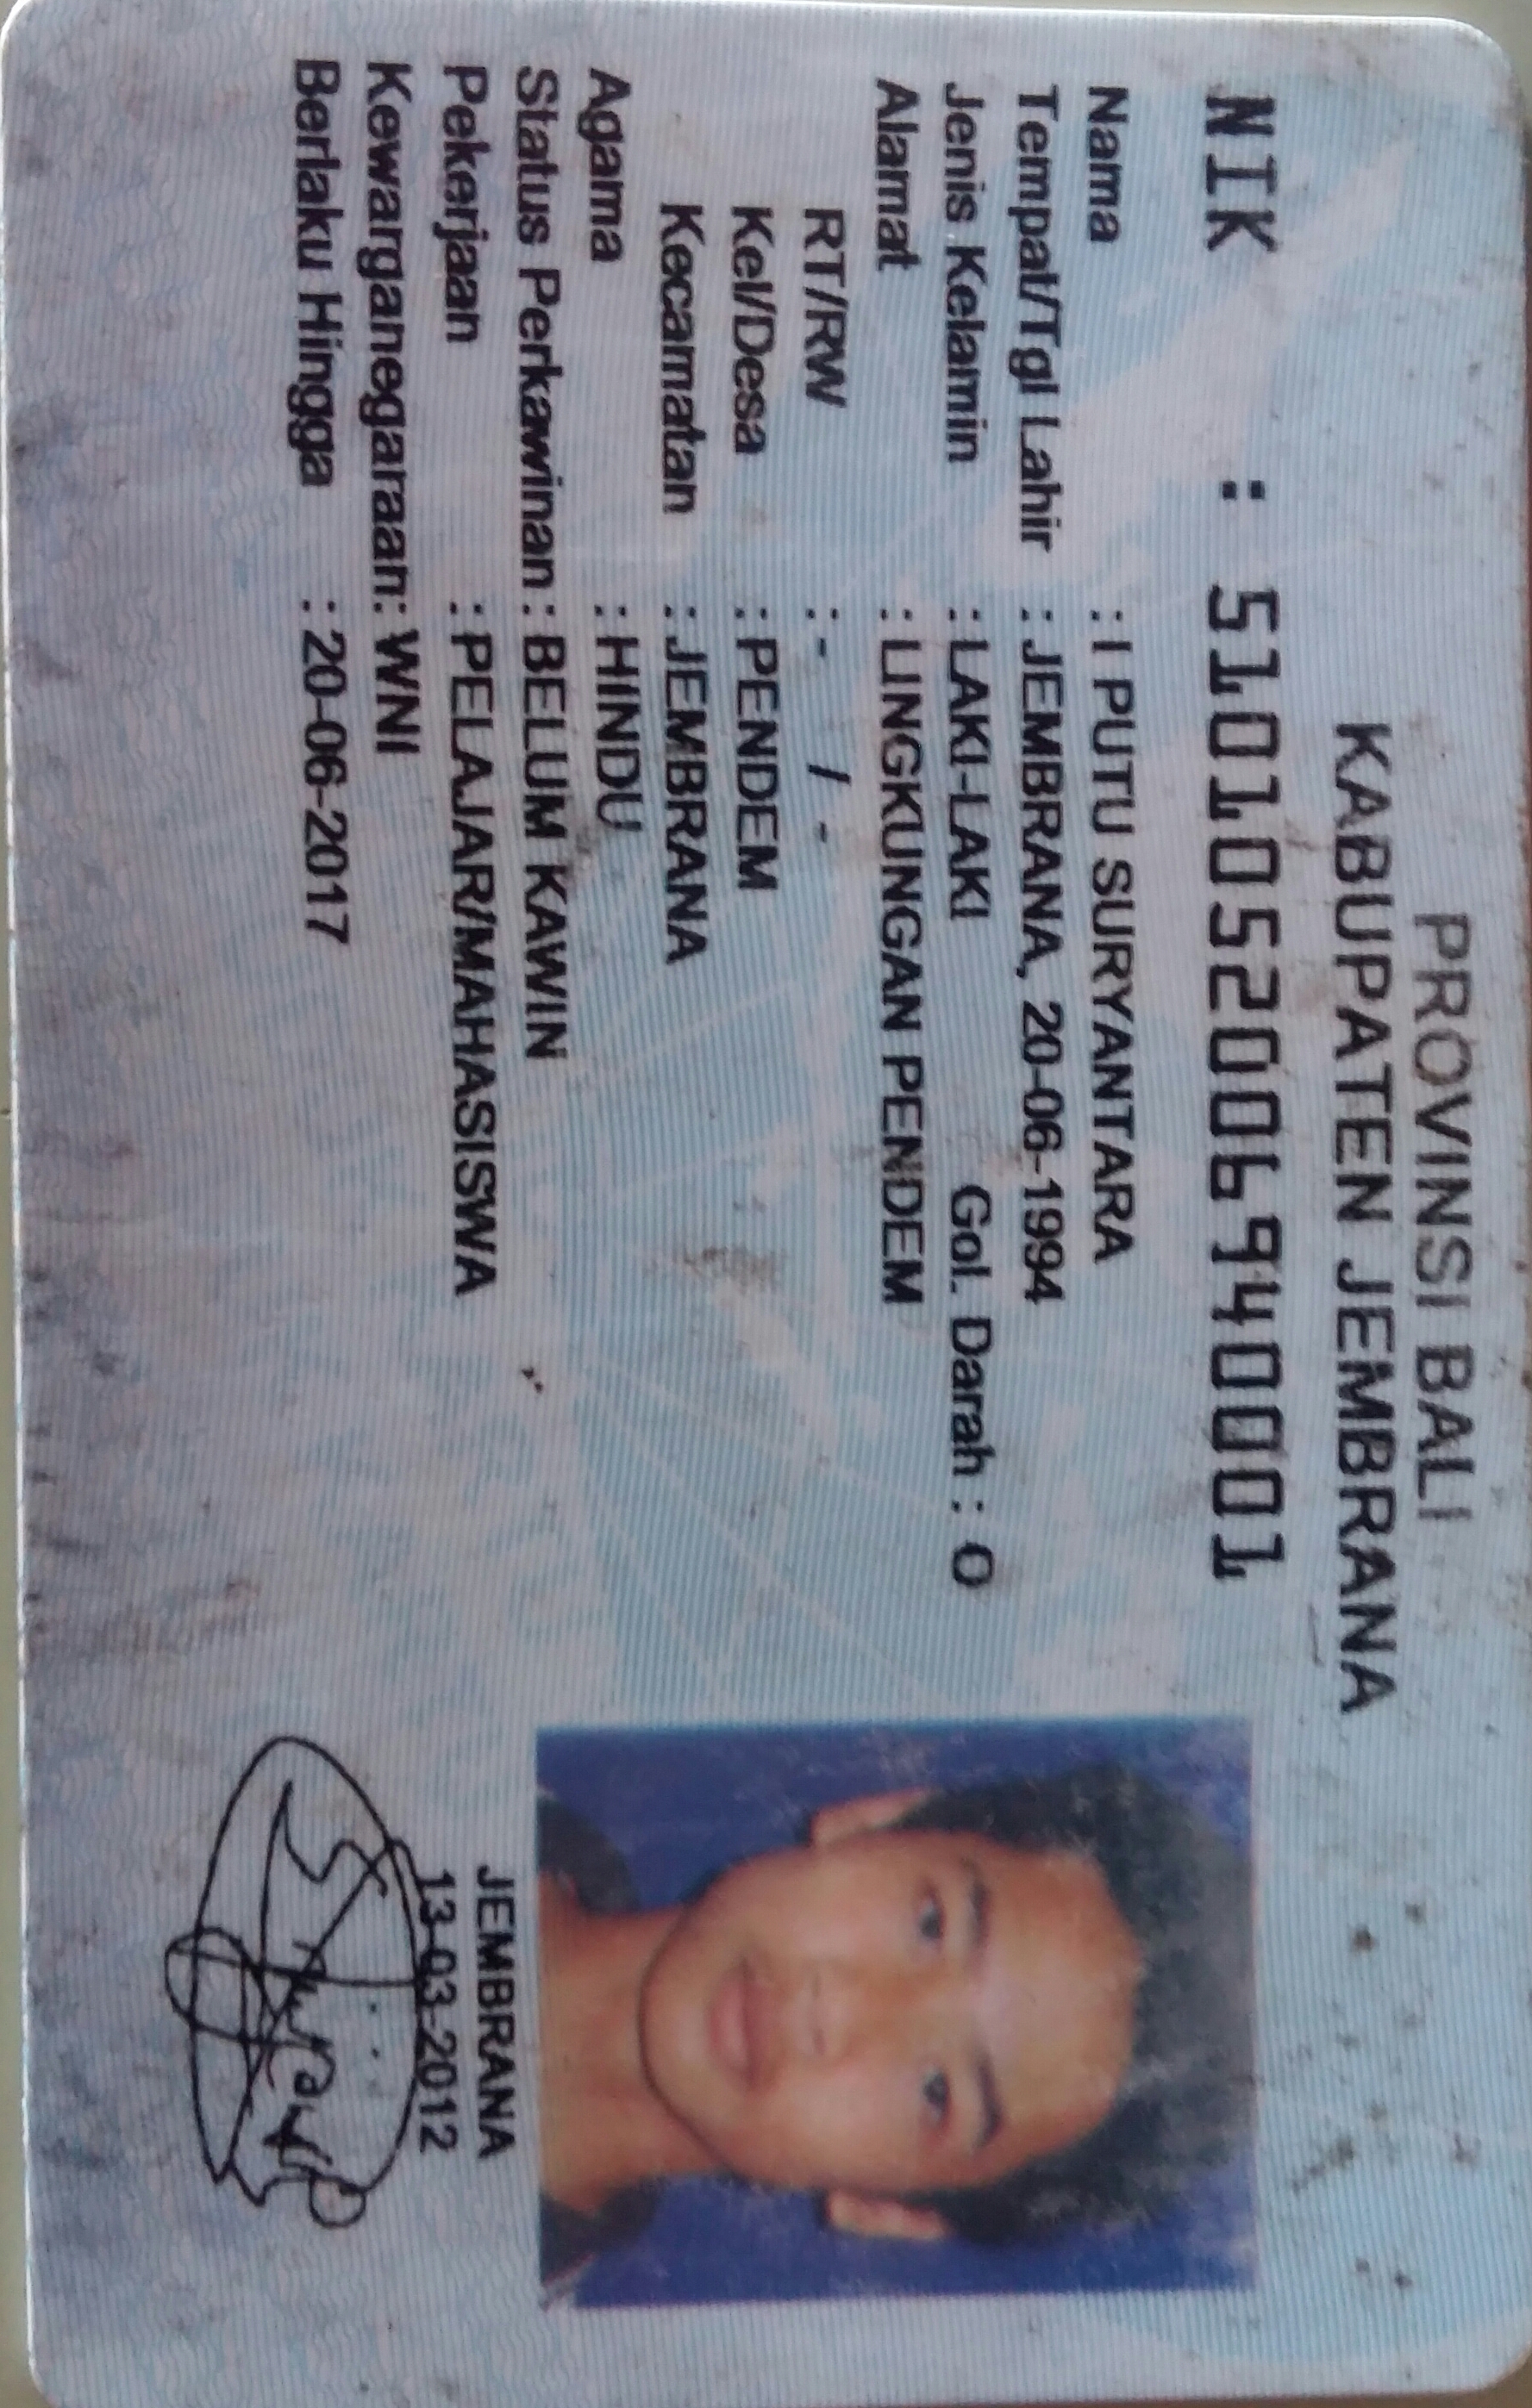 PROVINSI BALI
KABUPATEN JEMBRANA
NIK : 5101052006940001
Nama : I PUTU SURYANTARA
Tempat/Tgl Lahir : JEMBRANA, 20-06-1994
Jenis Kelamin : LAKI-LAKI Gol. Darah : O
Alamat : LINGKUNGAN PENDEM
RT/RW : - / -
Kel/Desa : PENDEM
Kecamatan : JEMBRANA
Agama : HINDU
Status Perkawinan : BELUM KAWIN
Pekerjaan : PELAJAR/MAHASISWA
Kewarganegaraan : WNI
Berlaku Hingga : 20-06-2017
JEMBRANA
13-03-2012